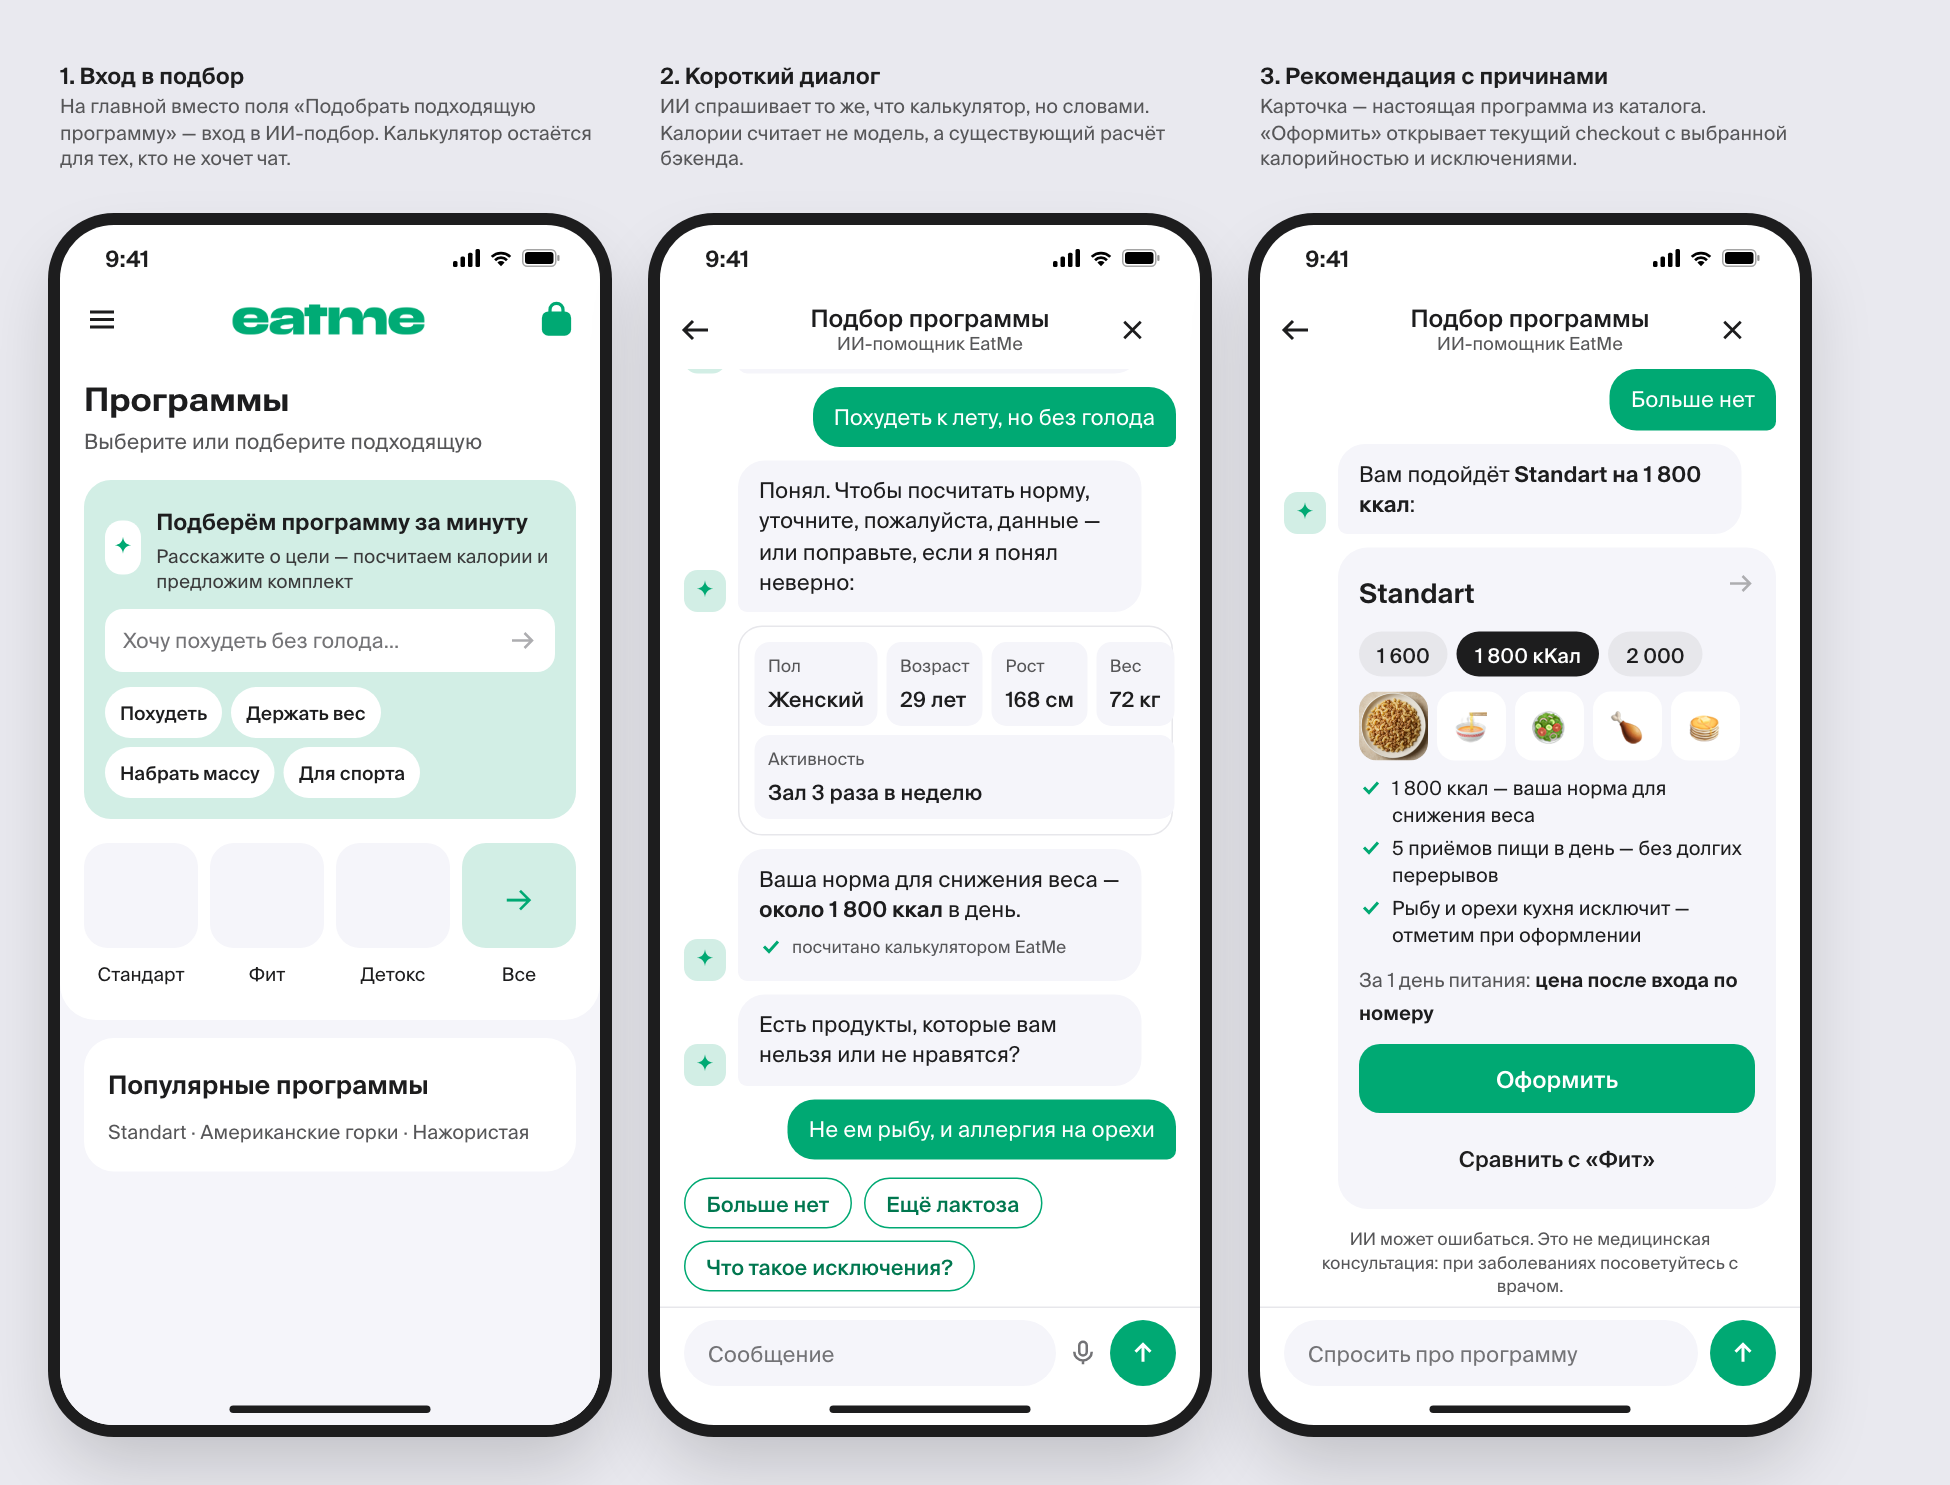 1. Вход в подбор
На главной вместо поля «Подобрать подходящую
программу» — вход в ИИ-подбор. Калькулятор остаётся
для тех, кто не хочет чат.
9:41
eatme
Программы
Выберите или подберите подходящую
Подберём программу за минуту
Расскажите о цели — посчитаем калории и
предложим комплект
Хочу похудеть без голода...
Похудеть
Держать вес
Набрать массу
Для спорта
Стандарт
Фит
Детокс
Все
Популярные программы
Standart · Американские горки · Нажористая
2. Короткий диалог
ИИ спрашивает то же, что калькулятор, но словами.
Калории считает не модель, а существующий расчёт
бэкенда.
9:41
Подбор программы
ИИ-помощник EatMe
Похудеть к лету, но без голода
Понял. Чтобы посчитать норму,
уточните, пожалуйста, данные —
или поправьте, если я понял
неверно:
Пол
Женский
Возраст
29 лет
Рост
168 см
Вес
72 кг
Активность
Зал 3 раза в неделю
Ваша норма для снижения веса —
около 1 800 ккал в день.
посчитано калькулятором EatMe
Есть продукты, которые вам
нельзя или не нравятся?
Не ем рыбу, и аллергия на орехи
Больше нет
Ещё лактоза
Что такое исключения?
Сообщение
3. Рекомендация с причинами
Карточка — настоящая программа из каталога.
«Оформить» открывает текущий checkout с выбранной
калорийностью и исключениями.
9:41
Подбор программы
ИИ-помощник EatMe
Больше нет
Вам подойдёт Standart на 1 800
ккал:
Standart
1 600
1 800 кКал
2 000
1 800 ккал — ваша норма для
снижения веса
5 приёмов пищи в день — без долгих
перерывов
Рыбу и орехи кухня исключит —
отметим при оформлении
За 1 день питания: цена после входа по
номеру
Оформить
Сравнить с «Фит»
ИИ может ошибаться. Это не медицинская
консультация: при заболеваниях посоветуйтесь с
врачом.
Спросить про программу